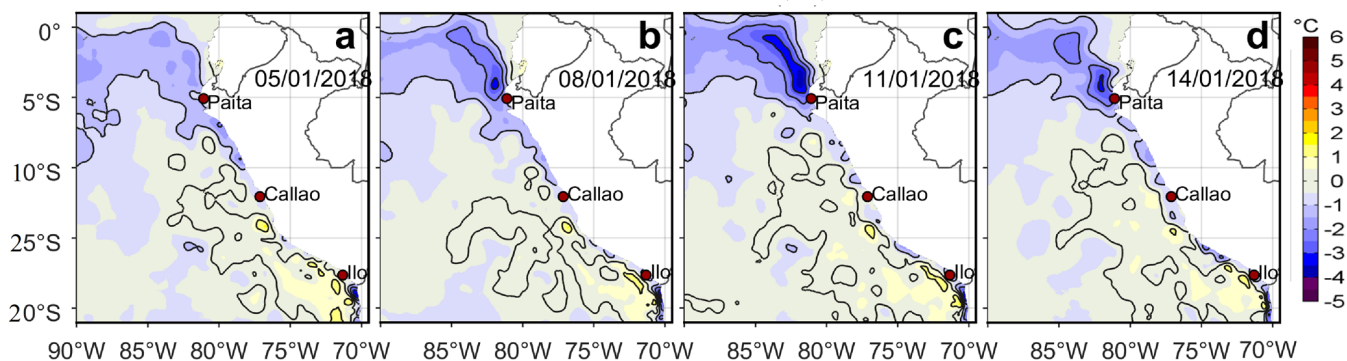 a
b
c
d
05/01/2018
08/01/2018
11/01/2018
14/01/2018
Paita
Paita
Paita
Paita
Callao
Callao
Callao
Callao
Ilo
Ilo
Ilo
Ilo
0°
5°S
10°S
25°S
20°S
90°W 85°W 80°W 75°W 70°W
85°W 80°W 75°W 70°W
85°W 80°W 75°W 70°W
85°W 80°W 75°W 70°W
°C
6
5
4
3
2
1
0
-1
-2
-3
-4
-5